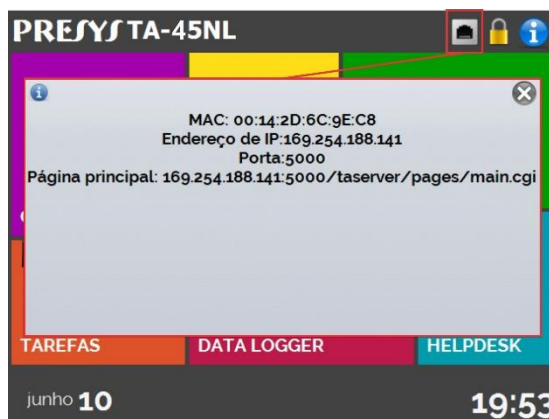 PRESYS TA-45NL
MAC: 00:14:2D:6C:9E:C8
Endereço de IP:169.254.188.141
Porta:5000
Página principal: 169.254.188.141:5000/taserver/pages/main.cgi
TAREFAS
DATA LOGGER
HELPDESK
junho 10
19:53